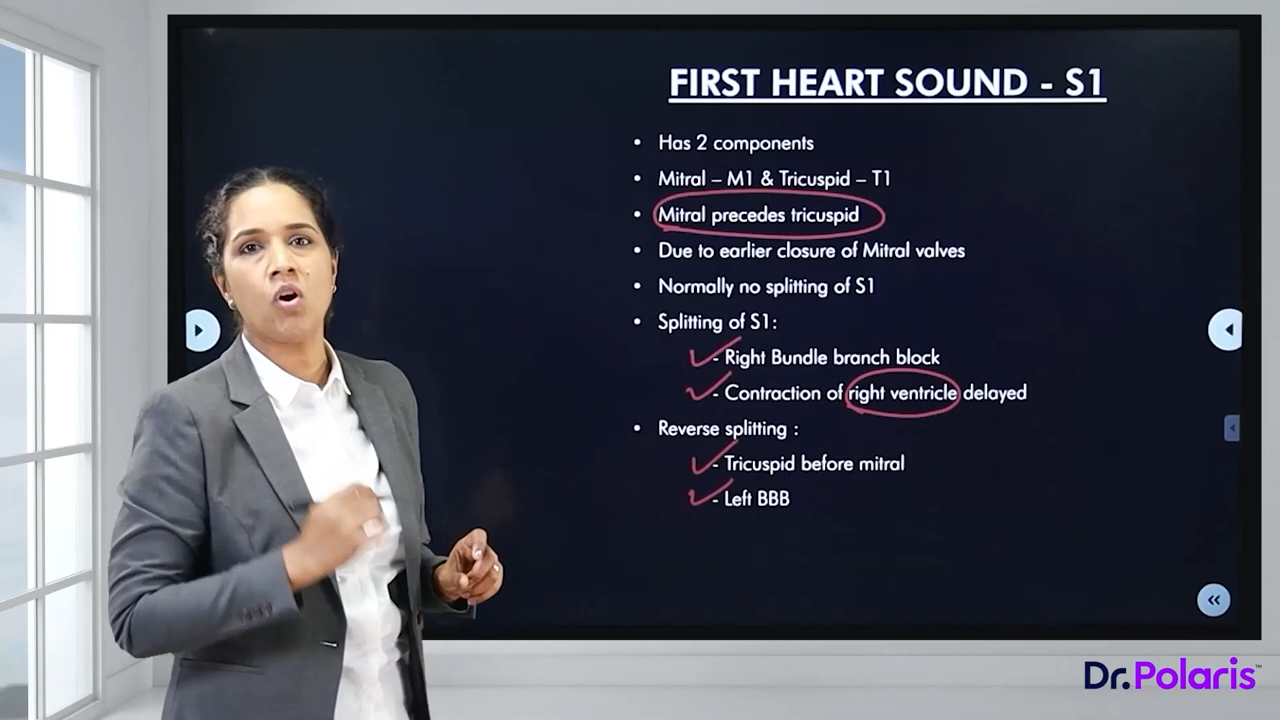 FIRST HEART SOUND - S1
• Has 2 components
• Mitral – M1 & Tricuspid – T1
• Mitral precedes tricuspid
• Due to earlier closure of Mitral valves
• Normally no splitting of S1
• Splitting of S1:
- Right Bundle branch block
- Contraction of right ventricle delayed
• Reverse splitting :
- Tricuspid before mitral
- Left BBB
Dr.Polaris™